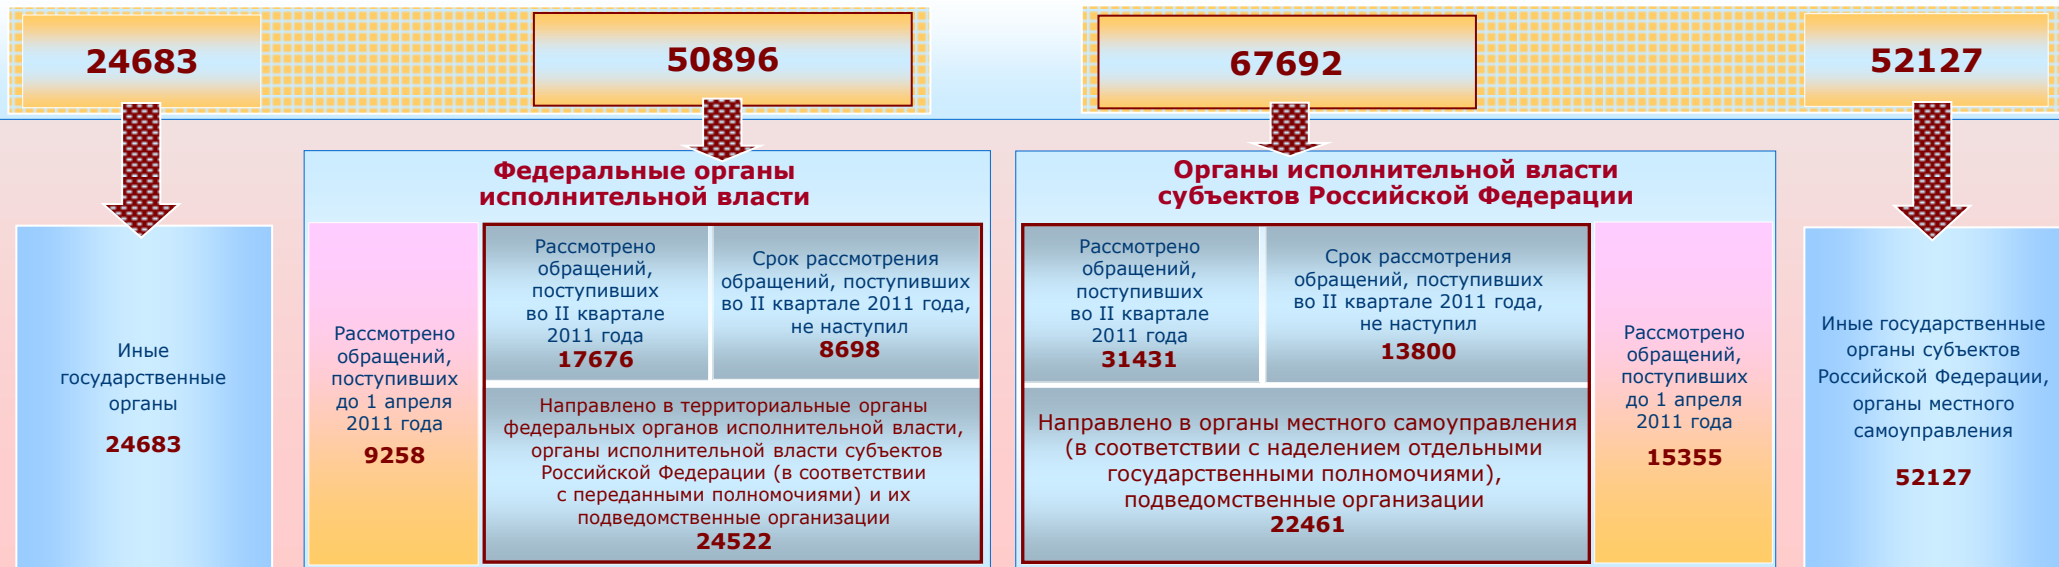 24683
50896
67692
52127
Иные
государственные
органы
24683
Федеральные органы
исполнительной власти
Рассмотрено
обращений,
поступивших
до 1 апреля
2011 года
9258
Рассмотрено
обращений,
поступивших
во II квартале
2011 года
17676
Срок рассмотрения
обращений, поступивших
во II квартале 2011 года,
не наступил
8698
Направлено в территориальные органы
федеральных органов исполнительной власти,
органы исполнительной власти субъектов
Российской Федерации (в соответствии
с переданными полномочиями) и их
подведомственные организации
24522
Органы исполнительной власти
субъектов Российской Федерации
Рассмотрено
обращений,
поступивших
во II квартале
2011 года
31431
Срок рассмотрения
обращений, поступивших
во II квартале 2011 года,
не наступил
13800
Направлено в органы местного самоуправления
(в соответствии с наделением отдельными
государственными полномочиями),
подведомственные организации
22461
Рассмотрено
обращений,
поступивших
до 1 апреля
2011 года
15355
Иные государственные
органы субъектов
Российской Федерации,
органы местного
самоуправления
52127